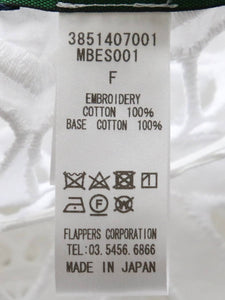 3851407001
MBES001
F
EMBROIDERY
COTTON 100%
BASE COTTON 100%
FLAPPERS CORPORATION
TEL:03.5456.6866
MADE IN JAPAN